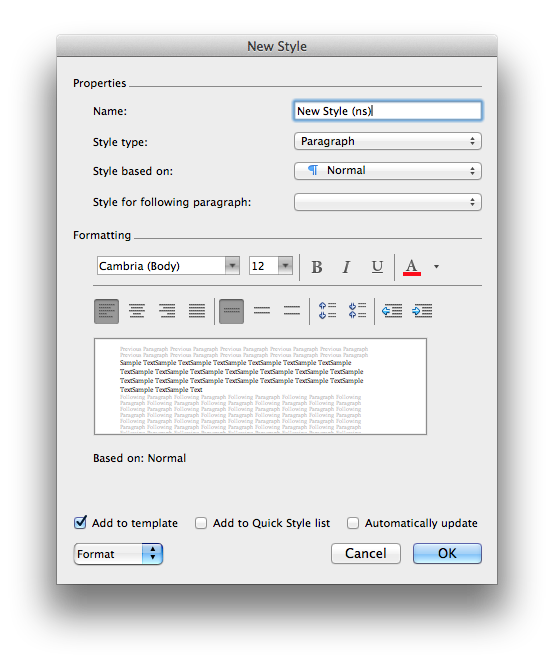 New Style
Properties
Name: New Style (ns)
Style type: Paragraph
Style based on: ¶ Normal
Style for following paragraph:
Formatting
Cambria (Body) 12 B I U A
Previous Paragraph Previous Paragraph Previous Paragraph Previous Paragraph Previous Paragraph
Previous Paragraph Previous Paragraph Previous Paragraph Previous Paragraph Previous Paragraph
Sample TextSample TextSample TextSample TextSample TextSample TextSample
TextSample TextSample TextSample TextSample TextSample TextSample TextSample
TextSample TextSample TextSample TextSample TextSample TextSample TextSample
TextSample TextSample Text
Following Paragraph Following Paragraph Following Paragraph Following Paragraph Following
Paragraph Following Paragraph Following Paragraph Following Paragraph Following
Paragraph Following Paragraph Following Paragraph Following Paragraph Following
Paragraph Following Paragraph Following Paragraph Following Paragraph Following
Paragraph Following Paragraph Following Paragraph Following Paragraph Following
Based on: Normal
Add to template Add to Quick Style list Automatically update
Format Cancel OK